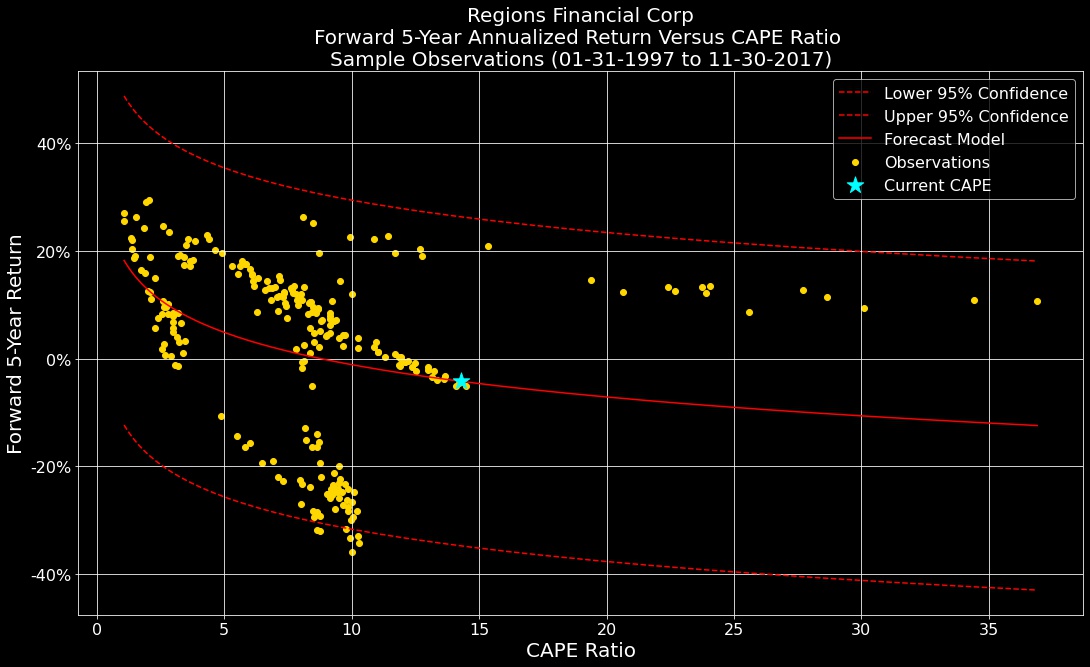 Regions Financial Corp
Forward 5-Year Annualized Return Versus CAPE Ratio
Sample Observations (01-31-1997 to 11-30-2017)
Lower 95% Confidence
Upper 95% Confidence
Forecast Model
Observations
Current CAPE
Forward 5-Year Return
40%
20%
0%
-20%
-40%
0 5 10 15 20 25 30 35
CAPE Ratio